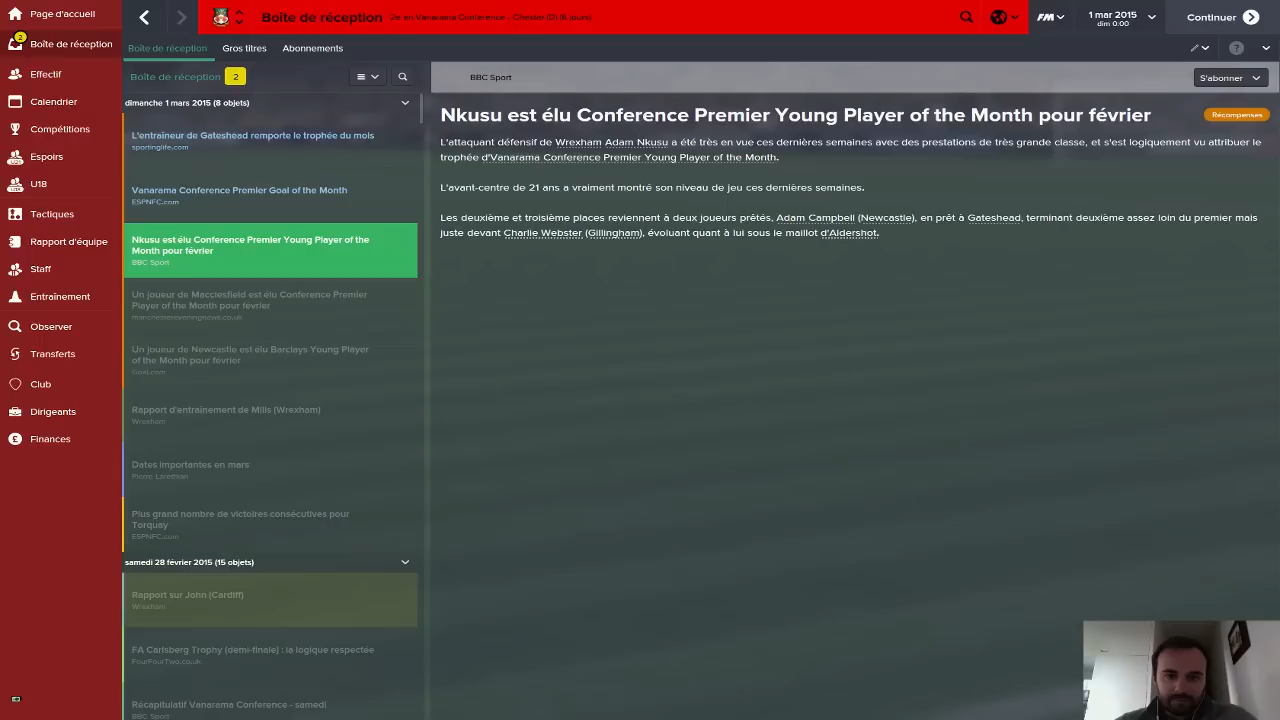 Page d'accueil
2
Boîte de réception
Effectif
Calendrier
Compétitions
Espoirs
U18
Tactiques
Rapport d'équipe
Staff
Entraînement
Observer
Transferts
Club
Dirigeants
Finances
Boîte de réception
2e en Vanarama Conference - Chester (D) (6 jours)
FM
1 mar 2015
dim 0:00
Continuer
Boîte de réception
Gros titres
Abonnements
Boîte de réception 2
dimanche 1 mars 2015 (8 objets)
L'entraîneur de Gateshead remporte le trophée du mois
sportinglife.com
Vanarama Conference Premier Goal of the Month
ESPNFC.com
Nkusu est élu Conference Premier Young Player of the
Month pour février
BBC Sport
Un joueur de Macclesfield est élu Conference Premier
Player of the Month pour février
manchestereveningnews.co.uk
Un joueur de Newcastle est élu Barclays Young Player
of the Month pour février
Goal.com
Rapport d'entraînement de Mills (Wrexham)
Wrexham
Dates importantes en mars
Plus grand nombre de victoires consécutives pour
Torquay
ESPNFC.com
samedi 28 février 2015 (15 objets)
Rapport sur John (Cardiff)
Wrexham
FA Carlsberg Trophy (demi-finale) : la logique respectée
FourFourTwo.co.uk
Récapitulatif Vanarama Conference - samedi
BBC Sport
BBC Sport
S'abonner
Nkusu est élu Conference Premier Young Player of the Month pour février
Récompenses
L'attaquant défensif de Wrexham Adam Nkusu a été très en vue ces dernières semaines avec des prestations de très grande classe, et s'est logiquement vu attribuer le
trophée d'Vanarama Conference Premier Young Player of the Month.
L'avant-centre de 21 ans a vraiment montré son niveau de jeu ces dernières semaines.
Les deuxième et troisième places reviennent à deux joueurs prêtés, Adam Campbell (Newcastle), en prêt à Gateshead, terminant deuxième assez loin du premier mais
juste devant Charlie Webster (Gillingham), évoluant quant à lui sous le maillot d'Aldershot.